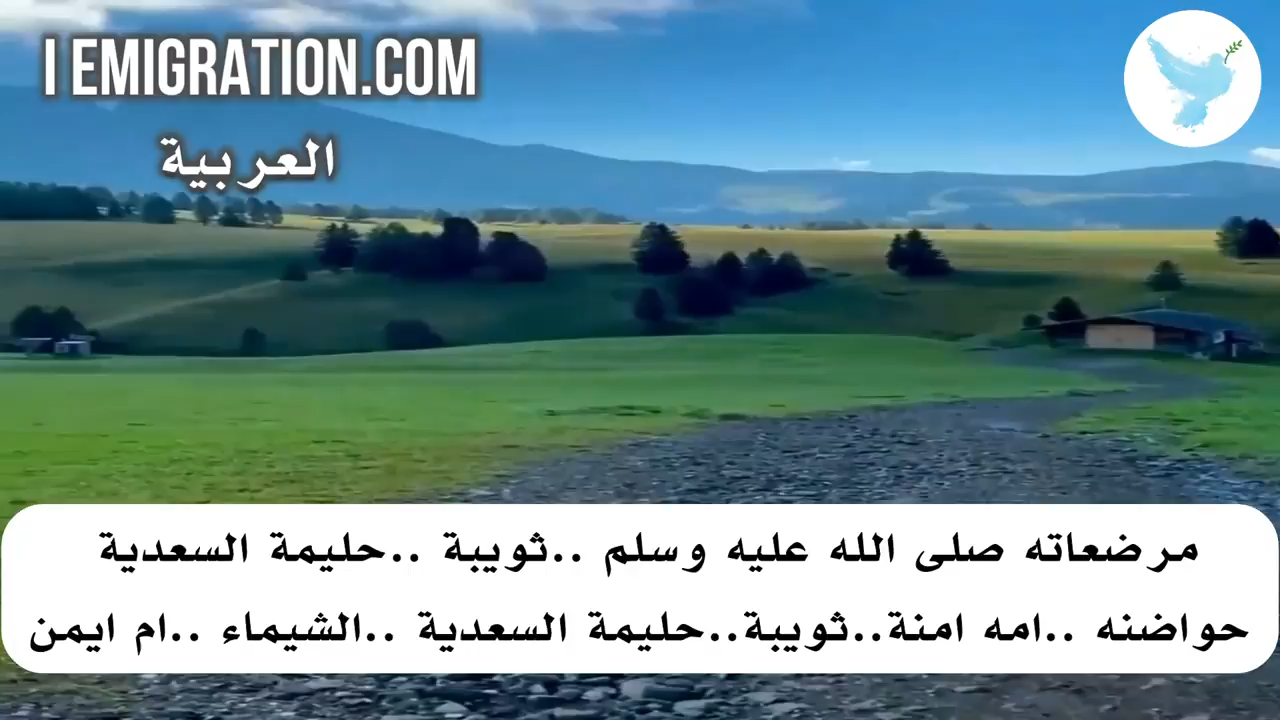 I EMIGRATION.COM
العربية
مرضعاته صلى الله عليه وسلم ..ثويبة ..حليمة السعدية
حواضنه ..امه امنة..ثويبة..حليمة السعدية ..الشيماء ..ام ايمن